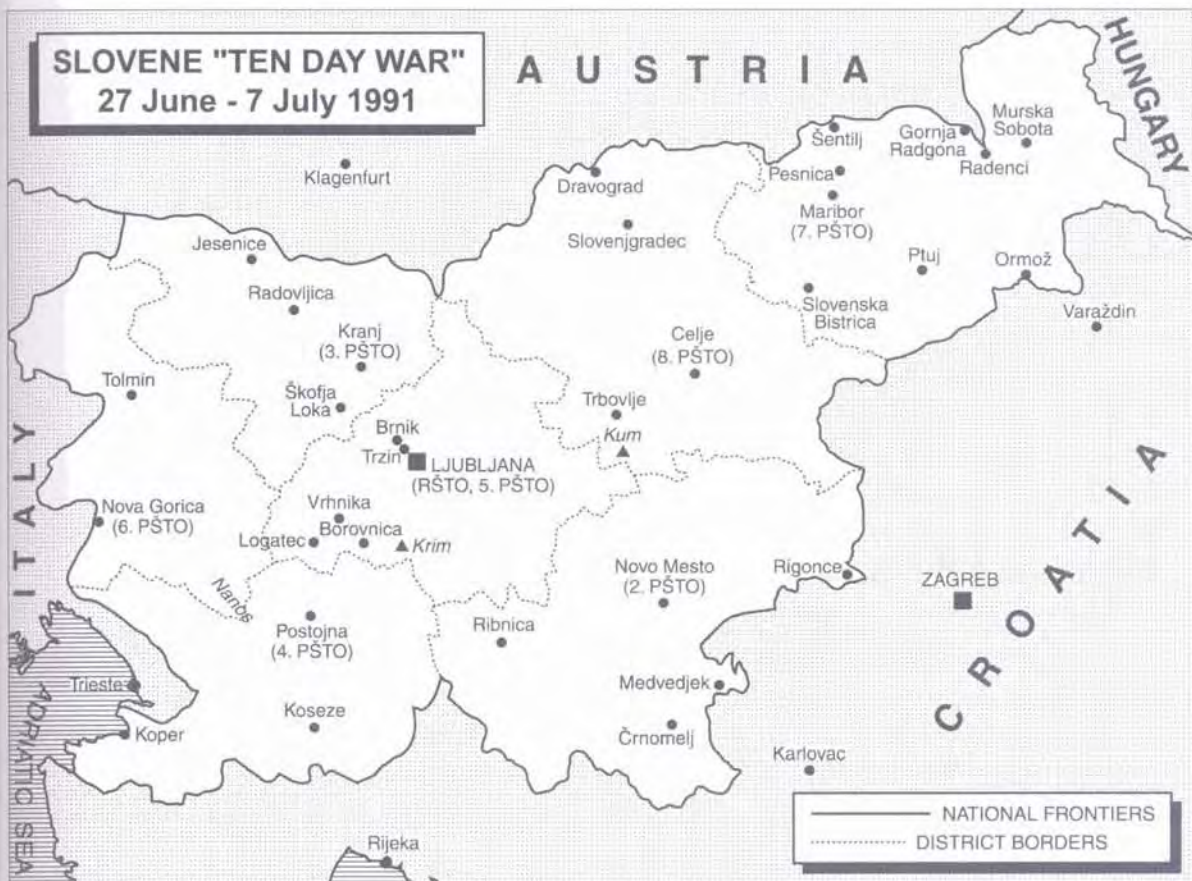 SLOVENE "TEN DAY WAR"
27 June - 7 July 1991
AUSTRIA
HUNGARY
Klagenfurt
Dravograd
Šentilj
Gornja
Radgona
Murska
Sobota
Radenci
Pesnica
Maribor
(7. PŠTO)
Slovenjgradec
Jesenice
Radovljica
Ptuj
Ormož
Slovenska
Bistrica
Varaždin
Kranj
(3. PŠTO)
Celje
(8. PŠTO)
Tolmin
Škofja
Loka
Trbovlje
Kum
Brnik
Trzin
LJUBLJANA
(RŠTO, 5. PŠTO)
ITALY
Nova Gorica
(6. PŠTO)
Vrhnika
Logatec
Borovnica
Krim
CROATIA
Novo Mesto
(2. PŠTO)
Rigonce
ZAGREB
Nanos
Postojna
(4. PŠTO)
Ribnica
Trieste
Medvedjek
Koper
Koseze
Črnomelj
Karlovac
ADRIATIC SEA
Rijeka
NATIONAL FRONTIERS
DISTRICT BORDERS